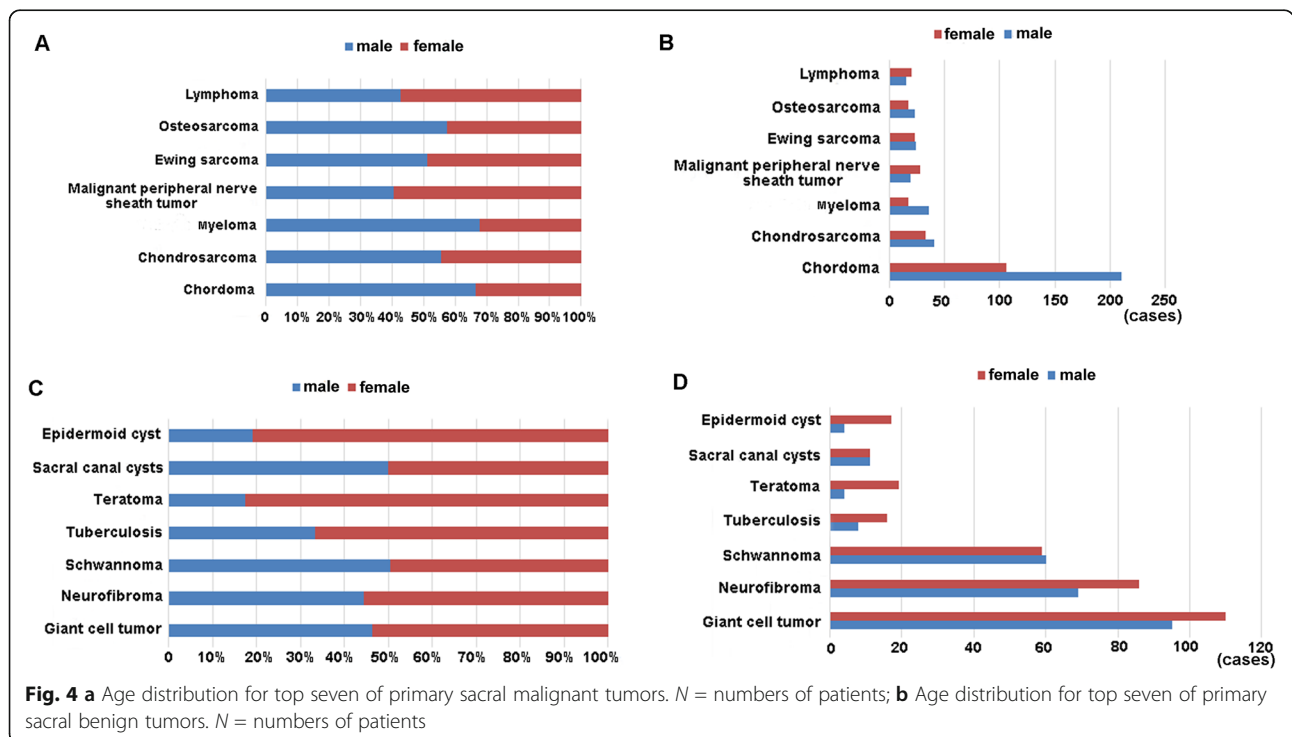 A
male female
Lymphoma
Osteosarcoma
Ewing sarcoma
Malignant peripheral nerve
sheath tumor
Myeloma
Chondrosarcoma
Chordoma
0 10% 20% 30% 40% 50% 60% 70% 80% 90% 100%
B
female male
Lymphoma
Osteosarcoma
Ewing sarcoma
Malignant peripheral nerve
sheath tumor
Myeloma
Chondrosarcoma
Chordoma
0 50 100 150 200 250
(cases)
C
male female
Epidermoid cyst
Sacral canal cysts
Teratoma
Tuberculosis
Schwannoma
Neurofibroma
Giant cell tumor
0 10% 20% 30% 40% 50% 60% 70% 80% 90% 100%
D
female male
Epidermoid cyst
Sacral canal cysts
Teratoma
Tuberculosis
Schwannoma
Neurofibroma
Giant cell tumor
0 20 40 60 80 100 120
(cases)
Fig. 4 a Age distribution for top seven of primary sacral malignant tumors. N = numbers of patients; b Age distribution for top seven of primary
sacral benign tumors. N = numbers of patients